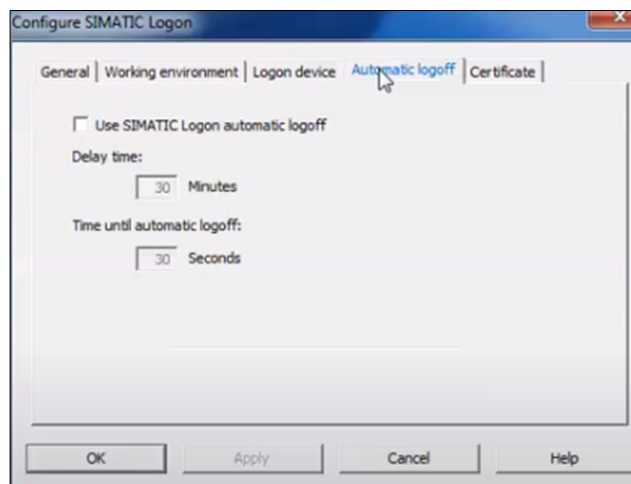 Configure SIMATIC Logon
General Working environment Logon device Automatic logoff Certificate
Use SIMATIC Logon automatic logoff
Delay time:
30 Minutes
Time until automatic logoff:
30 Seconds
OK Apply Cancel Help